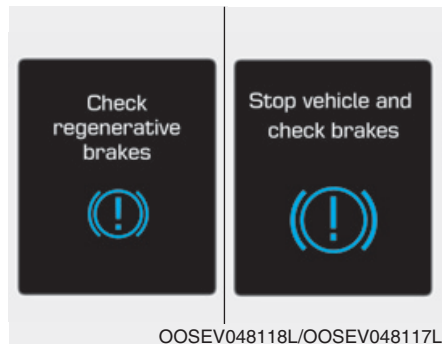 Check
regenerative
brakes
Stop vehicle and
check brakes
OOSEV048118L/OOSEV048117L